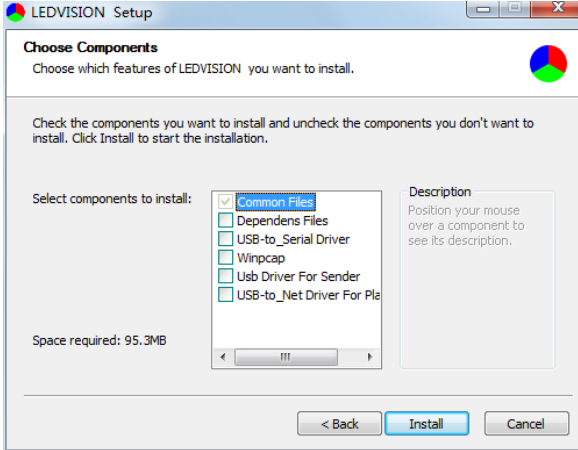 LEDVISION Setup
Choose Components
Choose which features of LEDVISION you want to install.
Check the components you want to install and uncheck the components you don't want to
install. Click Install to start the installation.
Select components to install:
Common Files
Dependens Files
USB-to_Serial Driver
Winpcap
Usb Driver For Sender
USB-to_Net Driver For Pla
Description
Position your mouse
over a component to
see its description.
Space required: 95.3MB
< Back
Install
Cancel